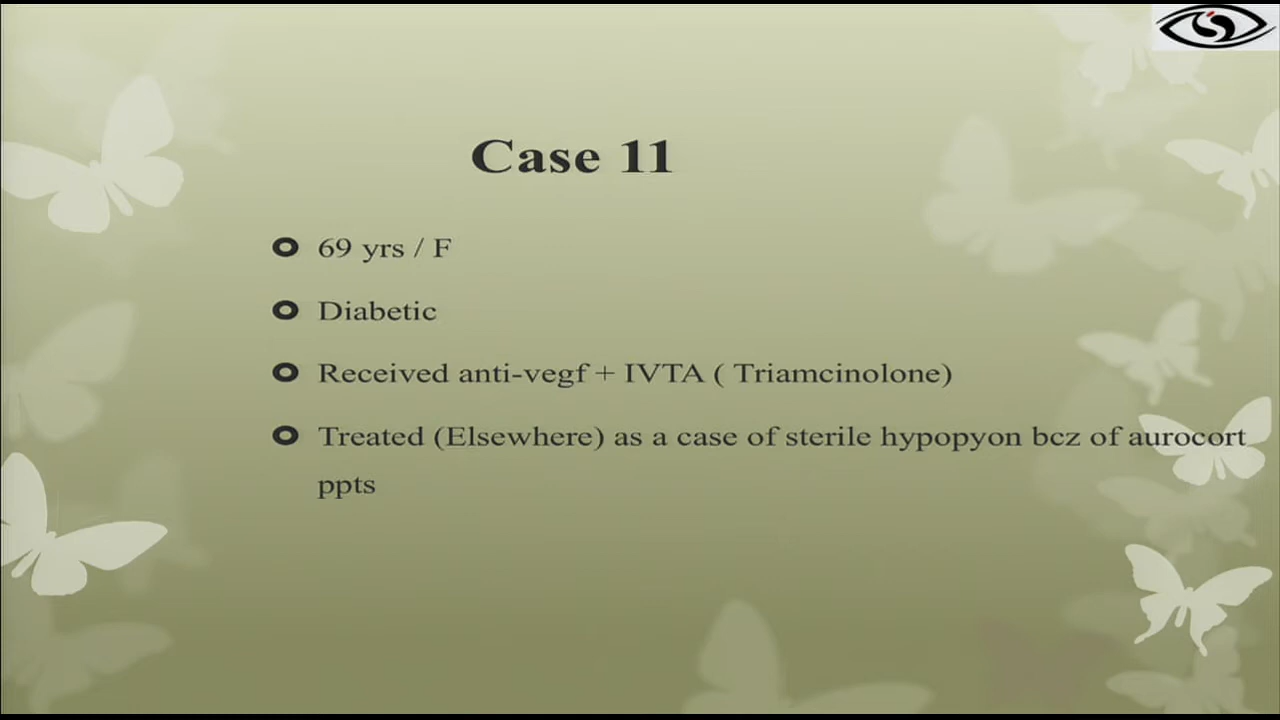 Case 11
69 yrs / F
Diabetic
Received anti-vegf + IVTA ( Triamcinolone)
Treated (Elsewhere) as a case of sterile hypopyon bcz of aurocort
ppts